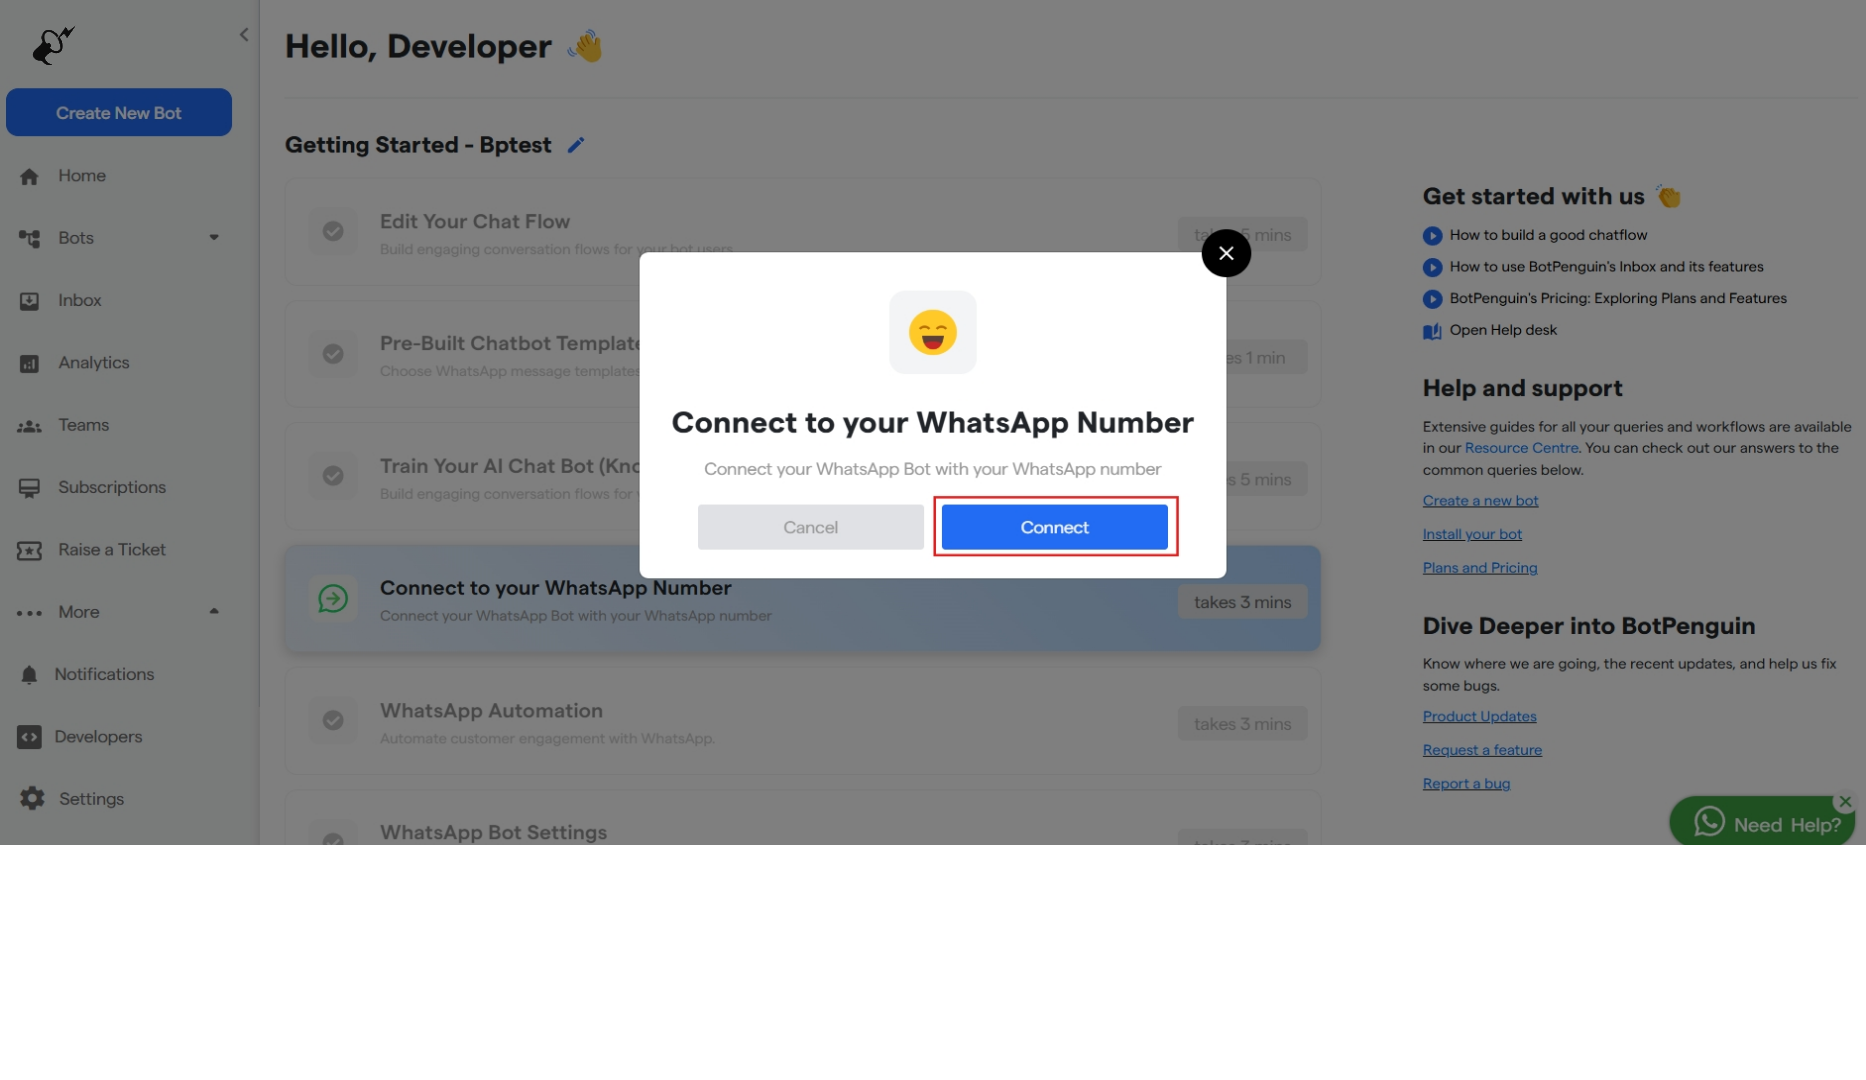 Hello, Developer
Create New Bot
Home
Bots
Inbox
Analytics
Teams
Subscriptions
Raise a Ticket
More
Notifications
Developers
Settings
Getting Started - Bptest
Edit Your Chat Flow
Build engaging conversation flows for your bot users
5 mins
Pre-Built Chatbot
Choose WhatsApp message templates
1 min
Train Your AI Chat Bot
Build engaging conversation flows for
5 mins
Connect to your WhatsApp Number
Connect your WhatsApp Bot with your WhatsApp number
Cancel
Connect
Connect to your WhatsApp Number
Connect your WhatsApp Bot with your WhatsApp number
takes 3 mins
WhatsApp Automation
Automate customer engagement with WhatsApp.
takes 3 mins
WhatsApp Bot Settings
Get started with us
How to build a good chatflow
How to use BotPenguin's Inbox and its features
BotPenguin's Pricing: Exploring Plans and Features
Open Help desk
Help and support
Extensive guides for all your queries and workflows are available
in our Resource Centre. You can check out our answers to the
common queries below.
Create a new bot
Install your bot
Plans and Pricing
Dive Deeper into BotPenguin
Know where we are going, the recent updates, and help us fix
some bugs.
Product Updates
Request a feature
Report a bug
Need Help?